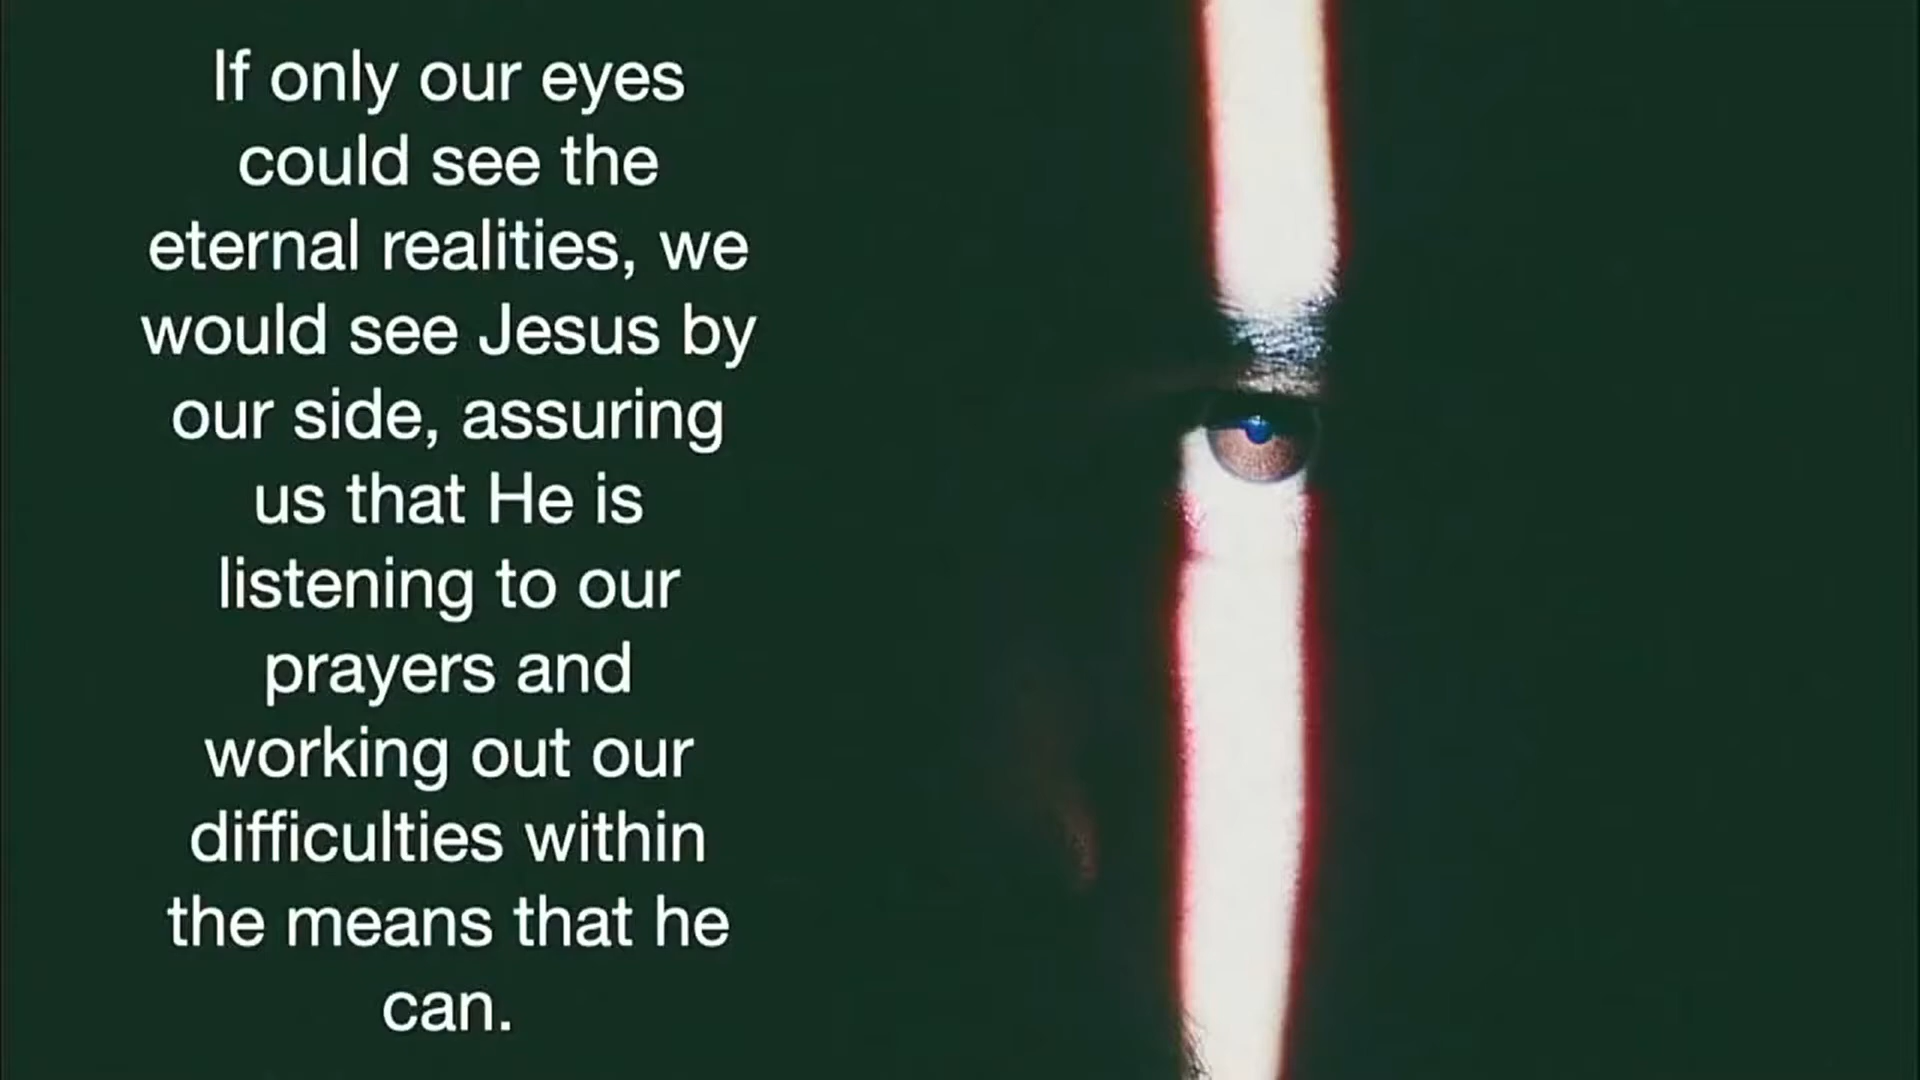 If only our eyes
could see the
eternal realities, we
would see Jesus by
our side, assuring
us that He is
listening to our
prayers and
working out our
difficulties within
the means that he
can.